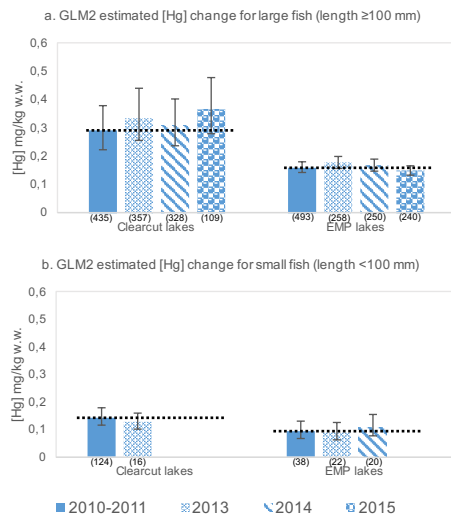 a. GLM2 estimated [Hg] change for large fish (length ≥100 mm)
[Hg] mg/kg w.w.
0,6
0,5
0,4
0,3
0,2
0,1
0
(435) (357) (328) (109) (493) (258) (250) (240)
Clearcut lakes EMP lakes
b. GLM2 estimated [Hg] change for small fish (length <100 mm)
[Hg] mg/kg w.w.
0,6
0,5
0,4
0,3
0,2
0,1
0
(124) (16) (38) (22) (20)
Clearcut lakes EMP lakes
2010-2011 2013 2014 2015